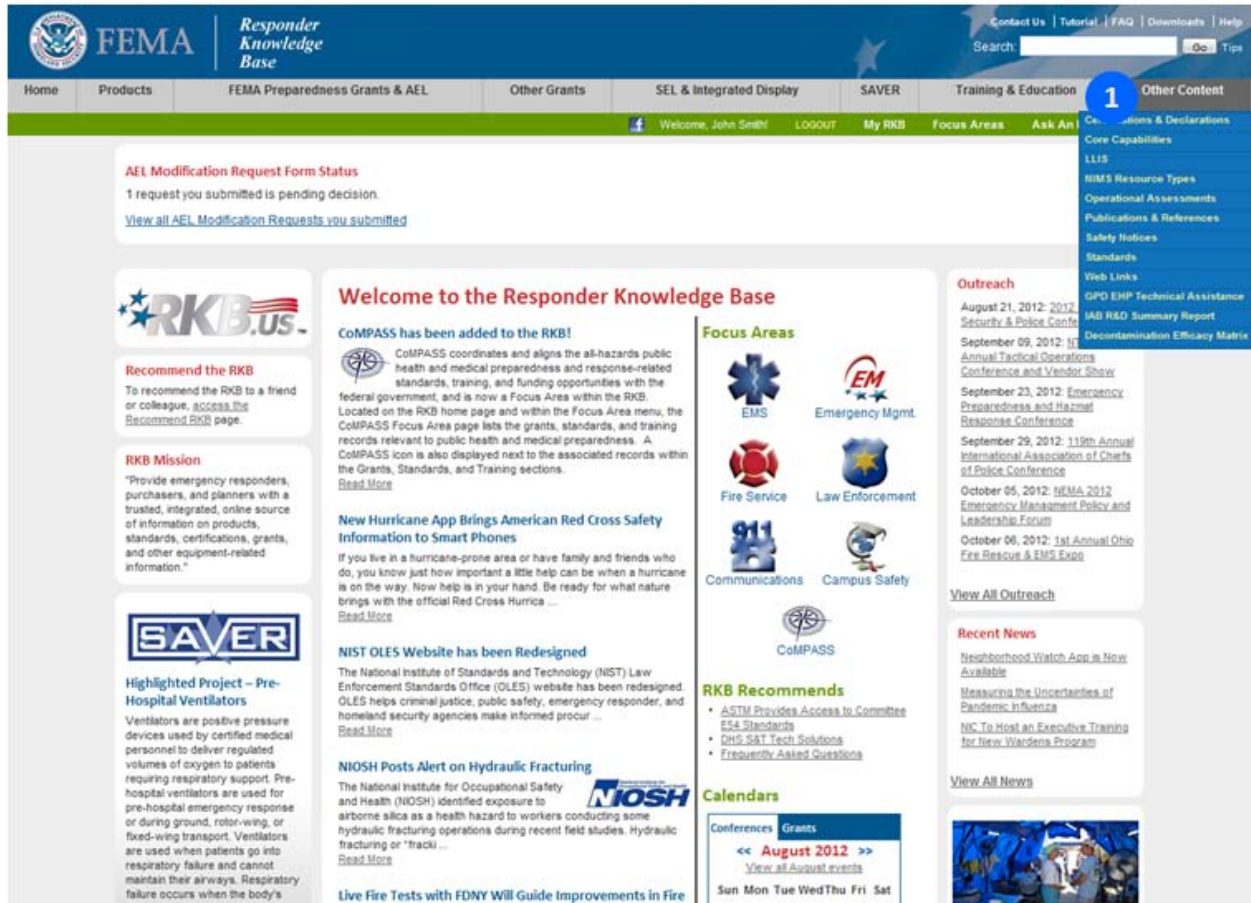 FEMA
Responder
Knowledge
Base
Contact Us | Tutorial | FAQ | Downloads | Help
Search: Go Tips
Home Products FEMA Preparedness Grants & AEL Other Grants SEL & Integrated Display SAVER Training & Education 1 Other Content
Welcome, John Smith! LOGOUT My RKB Focus Areas Ask An
& Declarations
Core Capabilities
LLIS
NIMS Resource Types
Operational Assessments
Publications & References
Safety Notices
Standards
Web Links
GPD EHP Technical Assistance
IAB R&D Summary Report
Decontamination Efficacy Matrix
AEL Modification Request Form Status
1 request you submitted is pending decision.
View all AEL Modification Requests you submitted
RKB.US
Recommend the RKB
To recommend the RKB to a friend
or colleague, access the
Recommend RKB page.
RKB Mission
"Provide emergency responders,
purchasers, and planners with a
trusted, integrated, online source
of information on products,
standards, certifications, grants,
and other equipment-related
information."
SAVER
Highlighted Project – Pre-
Hospital Ventilators
Ventilators are positive pressure
devices used by certified medical
personnel to deliver regulated
volumes of oxygen to patients
requiring respiratory support. Pre-
hospital ventilators are used for
pre-hospital emergency response
or during ground, rotor-wing, or
fixed-wing transport. Ventilators
are used when patients go into
respiratory failure and cannot
maintain their airways. Respiratory
failure occurs when the body's
Welcome to the Responder Knowledge Base
CoMPASS has been added to the RKB!
CoMPASS coordinates and aligns the all-hazards public
health and medical preparedness and response-related
standards, training, and funding opportunities with the
federal government, and is now a Focus Area within the RKB.
Located on the RKB home page and within the Focus Area menu, the
CoMPASS Focus Area page lists the grants, standards, and training
records relevant to public health and medical preparedness. A
CoMPASS icon is also displayed next to the associated records within
the Grants, Standards, and Training sections.
Read More
New Hurricane App Brings American Red Cross Safety
Information to Smart Phones
If you live in a hurricane-prone area or have family and friends who
do, you know just how important a little help can be when a hurricane
is on the way. Now help is in your hand. Be ready for what nature
brings with the official Red Cross Hurrica ...
Read More
NIST OLES Website has been Redesigned
The National Institute of Standards and Technology (NIST) Law
Enforcement Standards Office (OLES) website has been redesigned.
OLES helps criminal justice, public safety, emergency responder, and
homeland security agencies make informed procur ...
Read More
NIOSH Posts Alert on Hydraulic Fracturing
The National Institute for Occupational Safety
and Health (NIOSH) identified exposure to
airborne silica as a health hazard to workers conducting some
hydraulic fracturing operations during recent field studies. Hydraulic
fracturing or "fracki ...
Read More
NIOSH
Live Fire Tests with FDNY Will Guide Improvements in Fire
Focus Areas
EMS
EM
Emergency Mgmt.
Fire Service
Law Enforcement
911
Communications
Campus Safety
CoMPASS
RKB Recommends
• ASTM Provides Access to Committee
E54 Standards
• DHS S&T Tech Solutions
• Frequently Asked Questions
Calendars
Conferences Grants
<< August 2012 >>
View all August events
Sun Mon Tue Wed Thu Fri Sat
Outreach
August 21, 2012: 2012
Security & Police Confe
September 09, 2012:
Annual Tactical Operations
Conference and Vendor Show
September 23, 2012: Emergency
Preparedness and Hazmat
Response Conference
September 29, 2012: 119th Annual
International Association of Chiefs
of Police Conference
October 05, 2012: NEMA 2012
Emergency Managment Policy and
Leadership Forum
October 06, 2012: 1st Annual Ohio
Fire Rescue & EMS Expo
View All Outreach
Recent News
Neighborhood Watch App is Now
Available
Measuring the Uncertainties of
Pandemic Influenza
NIC To Host an Executive Training
for New Wardens Program
View All News